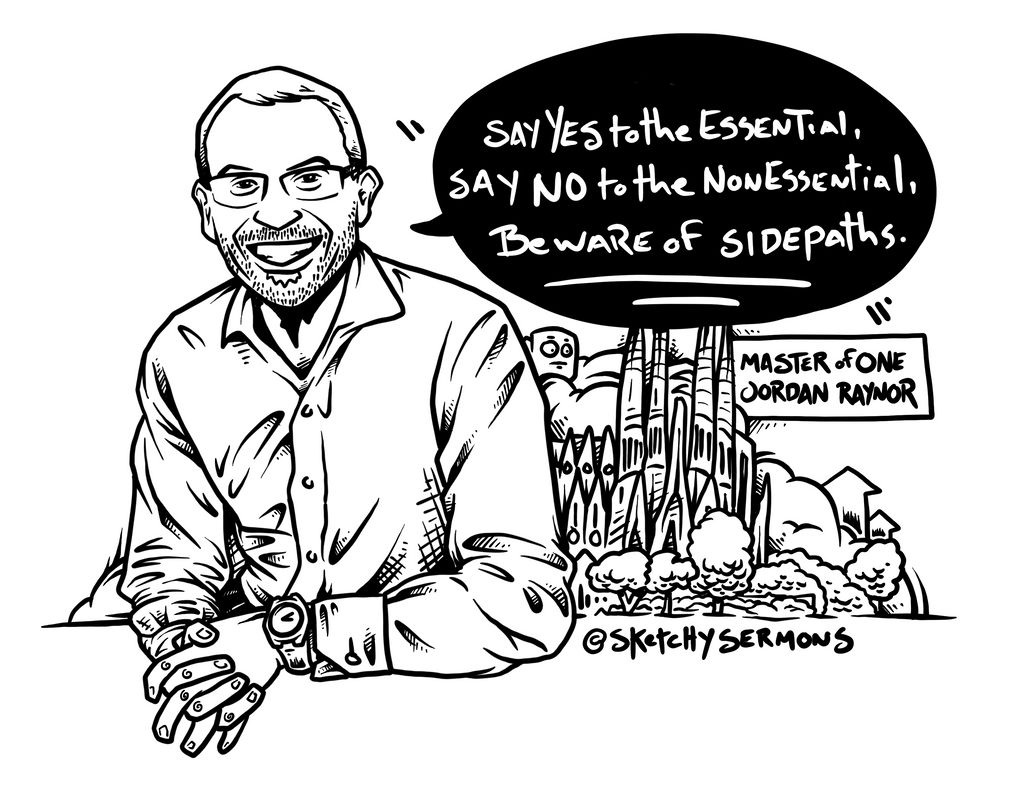 SAY YES to the ESSENTIAL,
SAY NO to the NONESSENTIAL,
BEWARE OF SIDEPATHS.
MASTER of ONE
JORDAN RAYNOR
@SKETCHYSERMONS